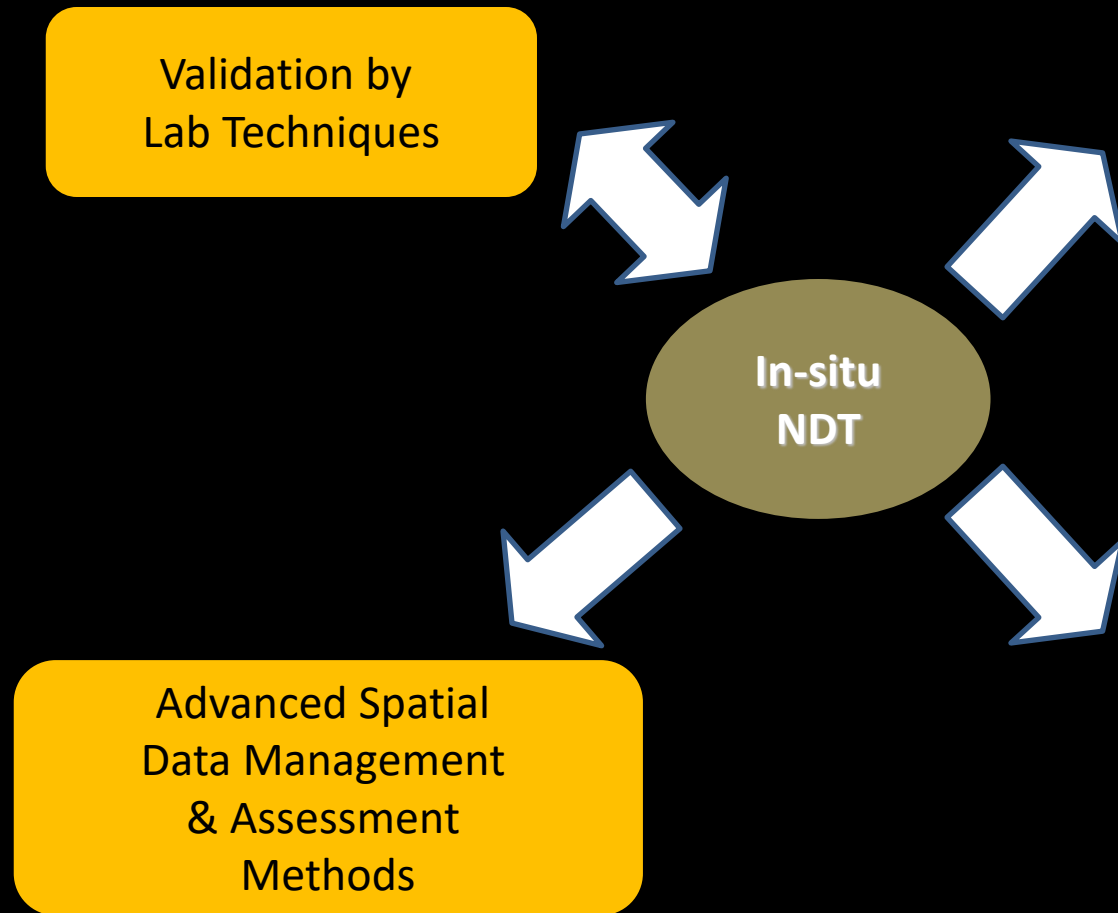 Validation by
Lab Techniques
In-situ
NDT
Advanced Spatial
Data Management
& Assessment
Methods